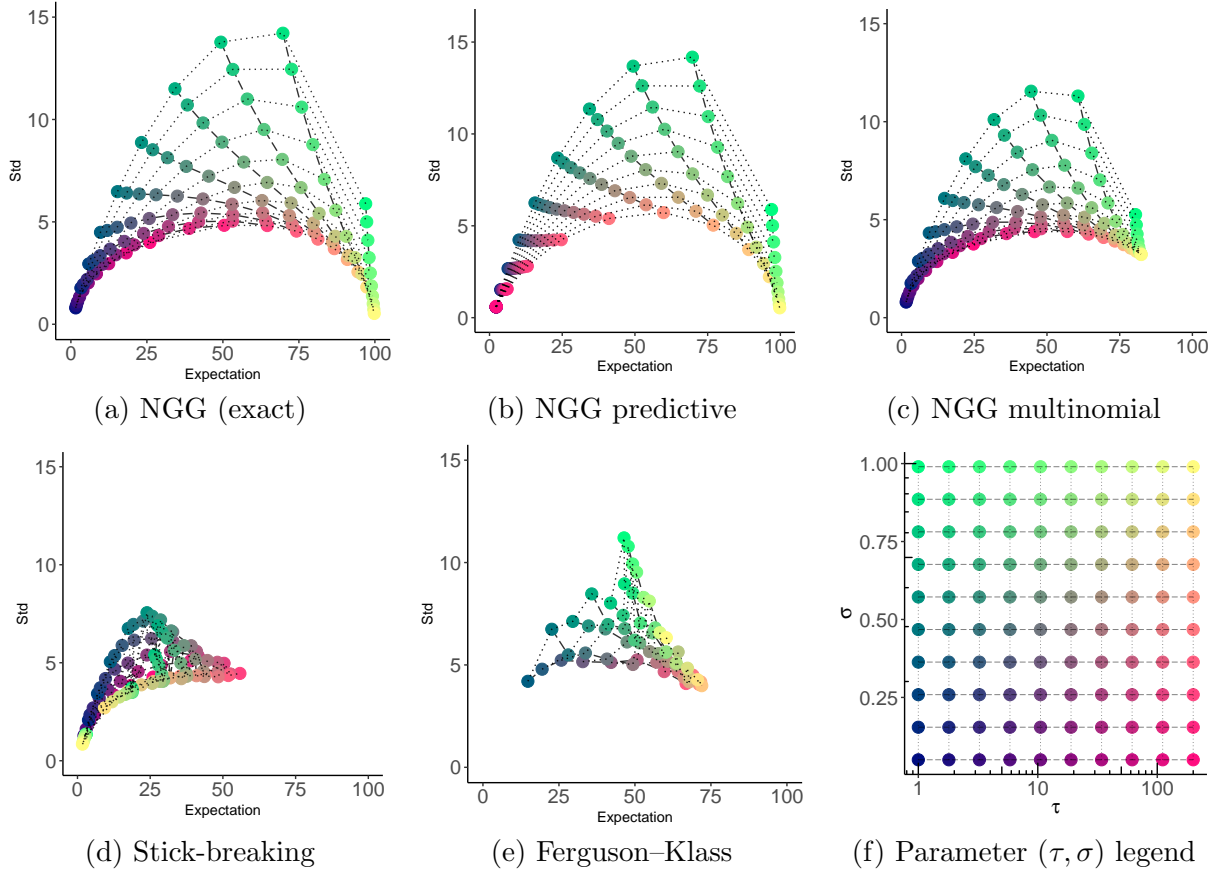 15
10
5
0
Std
0 25 50 75 100
Expectation
(a) NGG (exact)
15
10
5
0
Std
0 25 50 75 100
Expectation
(b) NGG predictive
15
10
5
0
Std
0 25 50 75 100
Expectation
(c) NGG multinomial
15
10
5
0
Std
0 25 50 75 100
Expectation
(d) Stick-breaking
15
10
5
0
Std
0 25 50 75 100
Expectation
(e) Ferguson–Klass
1.00
0.75
0.50
0.25
σ
1 10 100
τ
(f) Parameter (τ, σ) legend